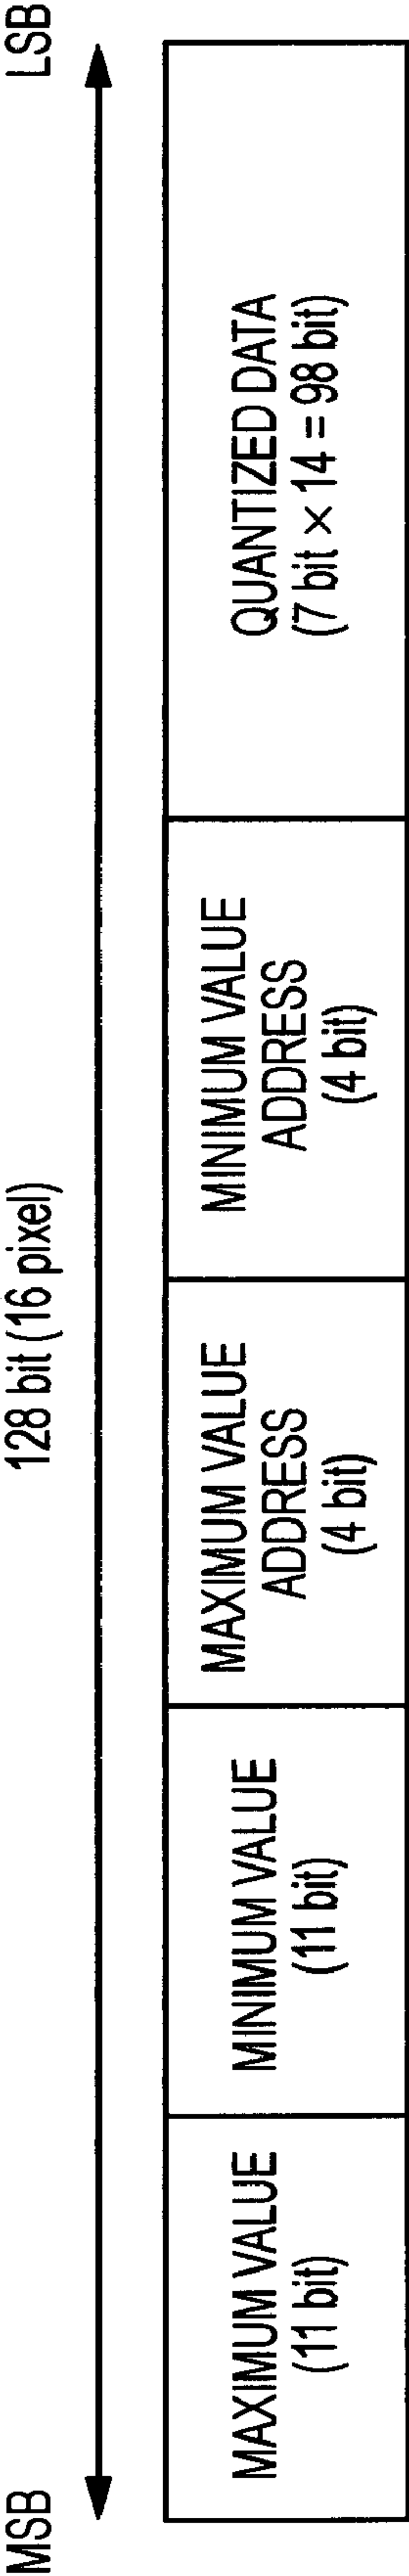 128 bit (16 pixel)
MSB
LSB
MAXIMUM VALUE
(11 bit)
MINIMUM VALUE
(11 bit)
MAXIMUM VALUE
ADDRESS
(4 bit)
MINIMUM VALUE
ADDRESS
(4 bit)
QUANTIZED DATA
(7 bit × 14 = 98 bit)